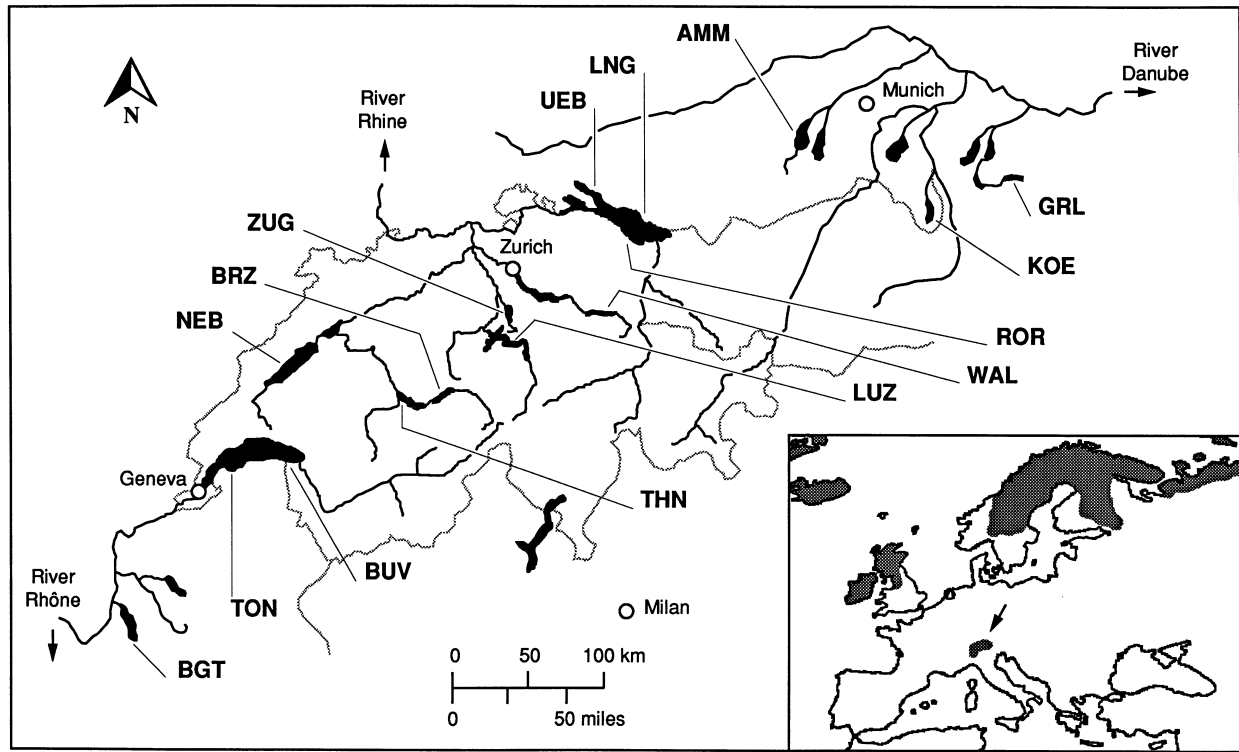 AMM
River
Danube
LNG
Munich
UEB
N
River
Rhine
GRL
ZUG
Zurich
KOE
BRZ
NEB
ROR
WAL
LUZ
Geneva
THN
River
Rhône
BUV
TON
Milan
BGT
0 50 100 km
0 50 miles